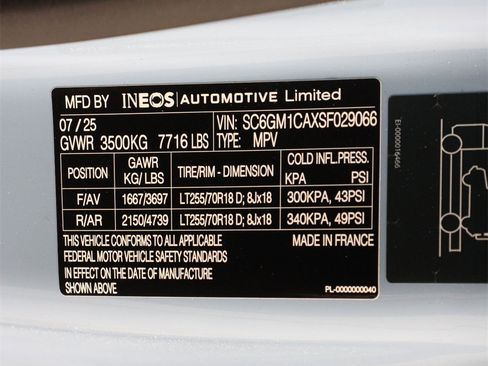 MFD BY INEOS | AUTOMOTIVE Limited
07 / 25 VIN: SC6GM1CAXSF029066
GVWR 3500KG 7716 LBS TYPE: MPV
POSITION GAWR KG/LBS TIRE/RIM - DIMENSION COLD INFL.PRESS. KPA PSI
F/AV 1667/3697 LT255/70R18 D; 8Jx18 300KPA, 43PSI
R/AR 2150/4739 LT255/70R18 D; 8Jx18 340KPA, 49PSI
THIS VEHICLE CONFORMS TO ALL APPLICABLE MADE IN FRANCE
FEDERAL MOTOR VEHICLE SAFETY STANDARDS
IN EFFECT ON THE DATE OF MANUFACTURE
SHOWN ABOVE PL-0000000040
EI-0000016466